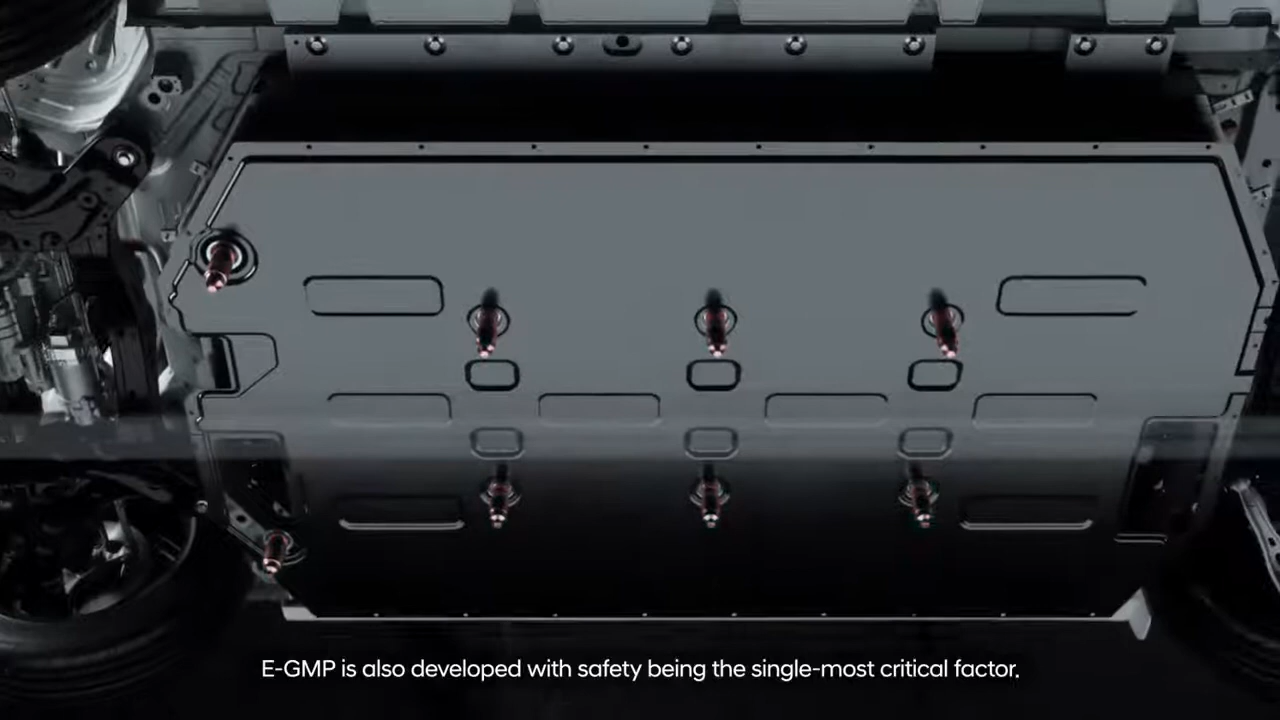 E-GMP is also developed with safety being the single-most critical factor.